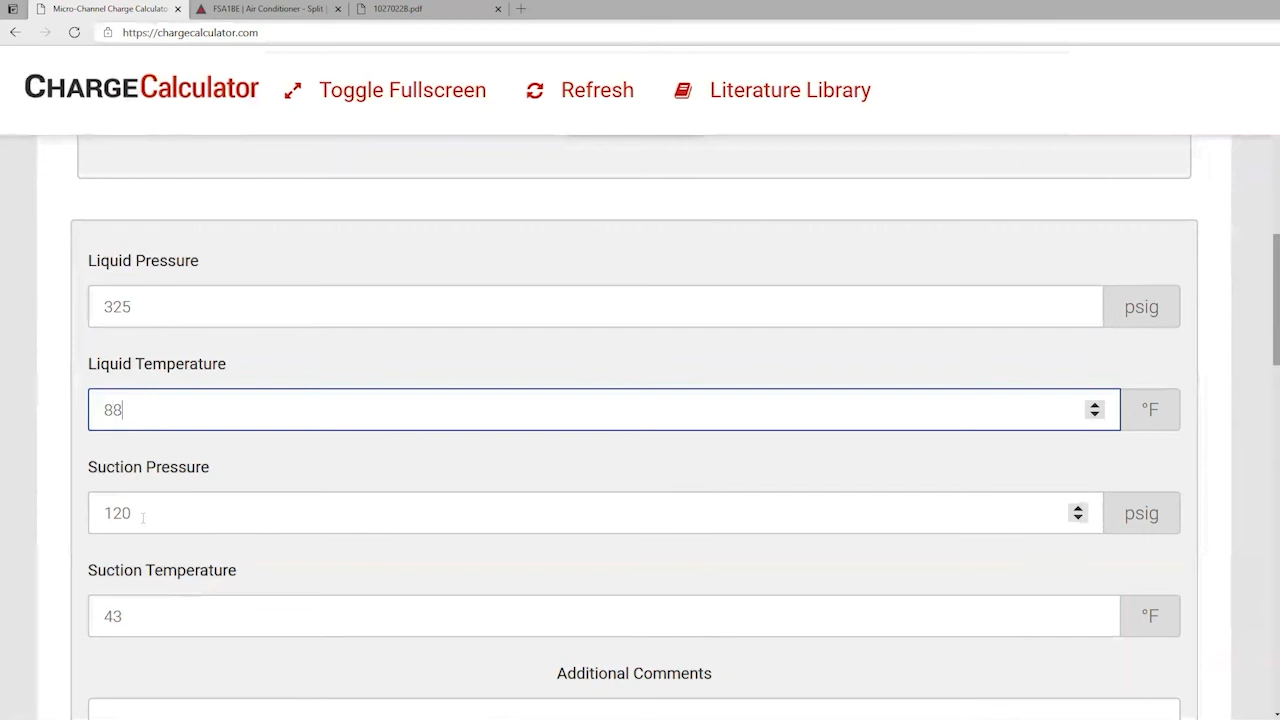 Micro-Channel Charge Calculato
FSA1BE | Air Conditioner - Split
1027022B.pdf
https://chargecalculator.com
CHARGECalculator
Toggle Fullscreen
Refresh
Literature Library
Liquid Pressure
325
psig
Liquid Temperature
88
°F
Suction Pressure
120
psig
Suction Temperature
43
°F
Additional Comments